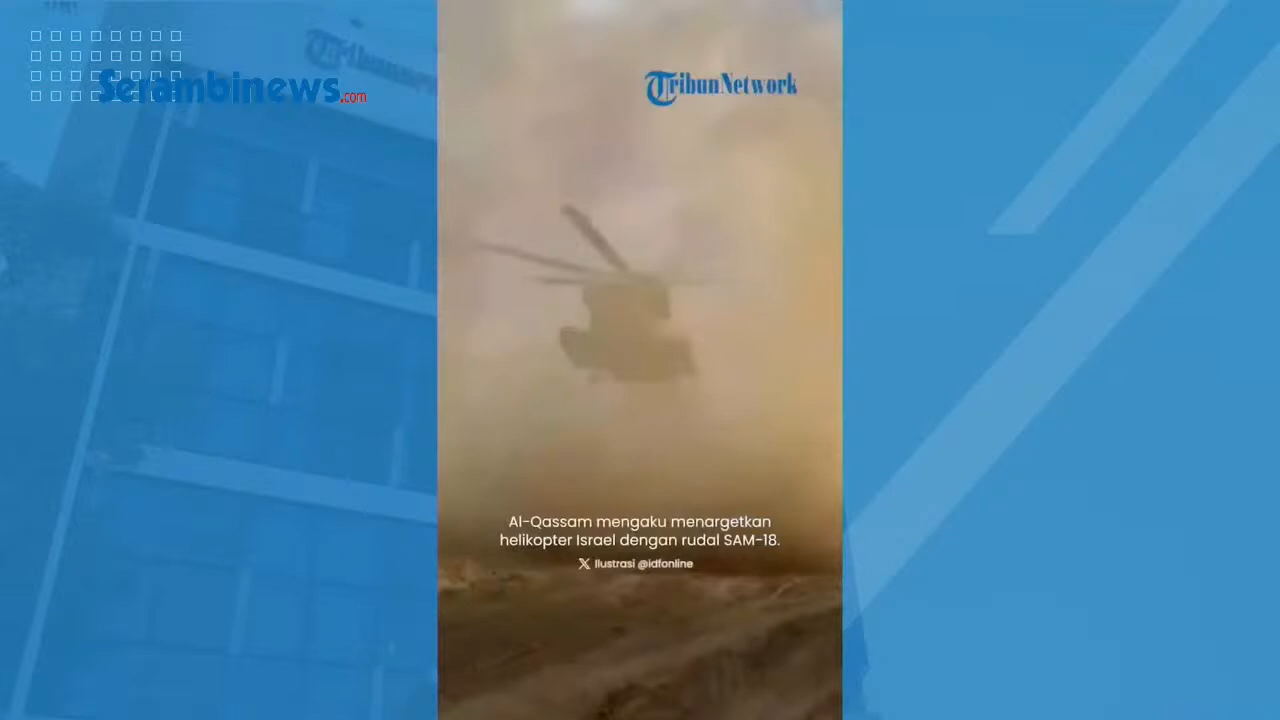 Serambinews.com
TribunNetwork
Al-Qassam mengaku menargetkan
helikopter Israel dengan rudal SAM-18.
X Ilustrasi @idfonline